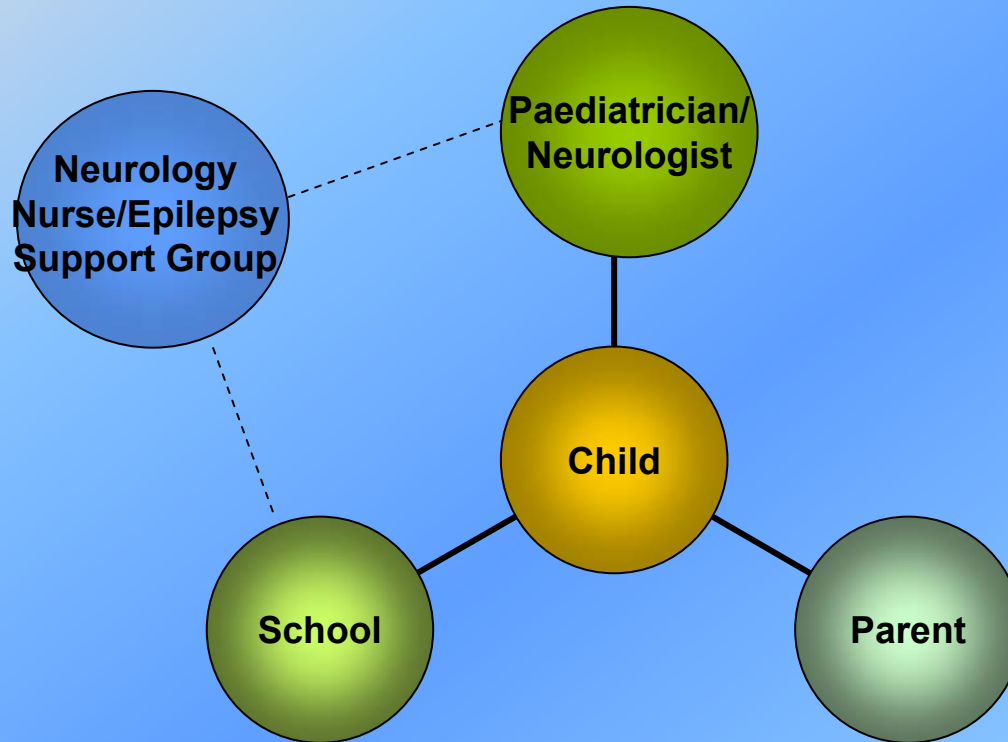 Paediatrician/
Neurologist
Neurology
Nurse/Epilepsy
Support Group
Child
School
Parent